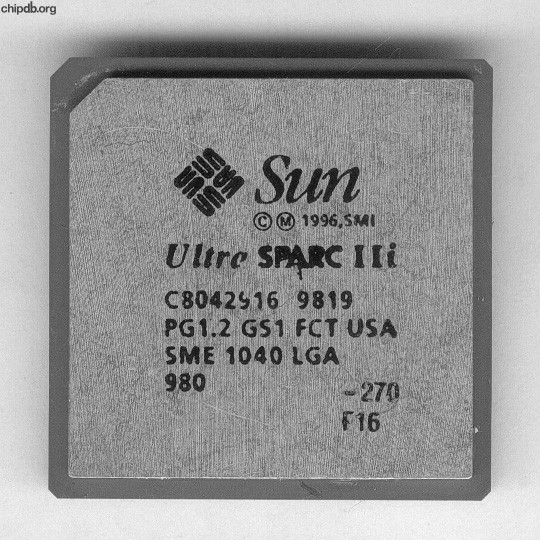 chipdb.org
Sun
© Ⓜ 1996, SMI
Ultra SPARC IIi
C8042916 9819
PG1.2 GS1 FCT USA
SME 1040 LGA
980
-270
F16